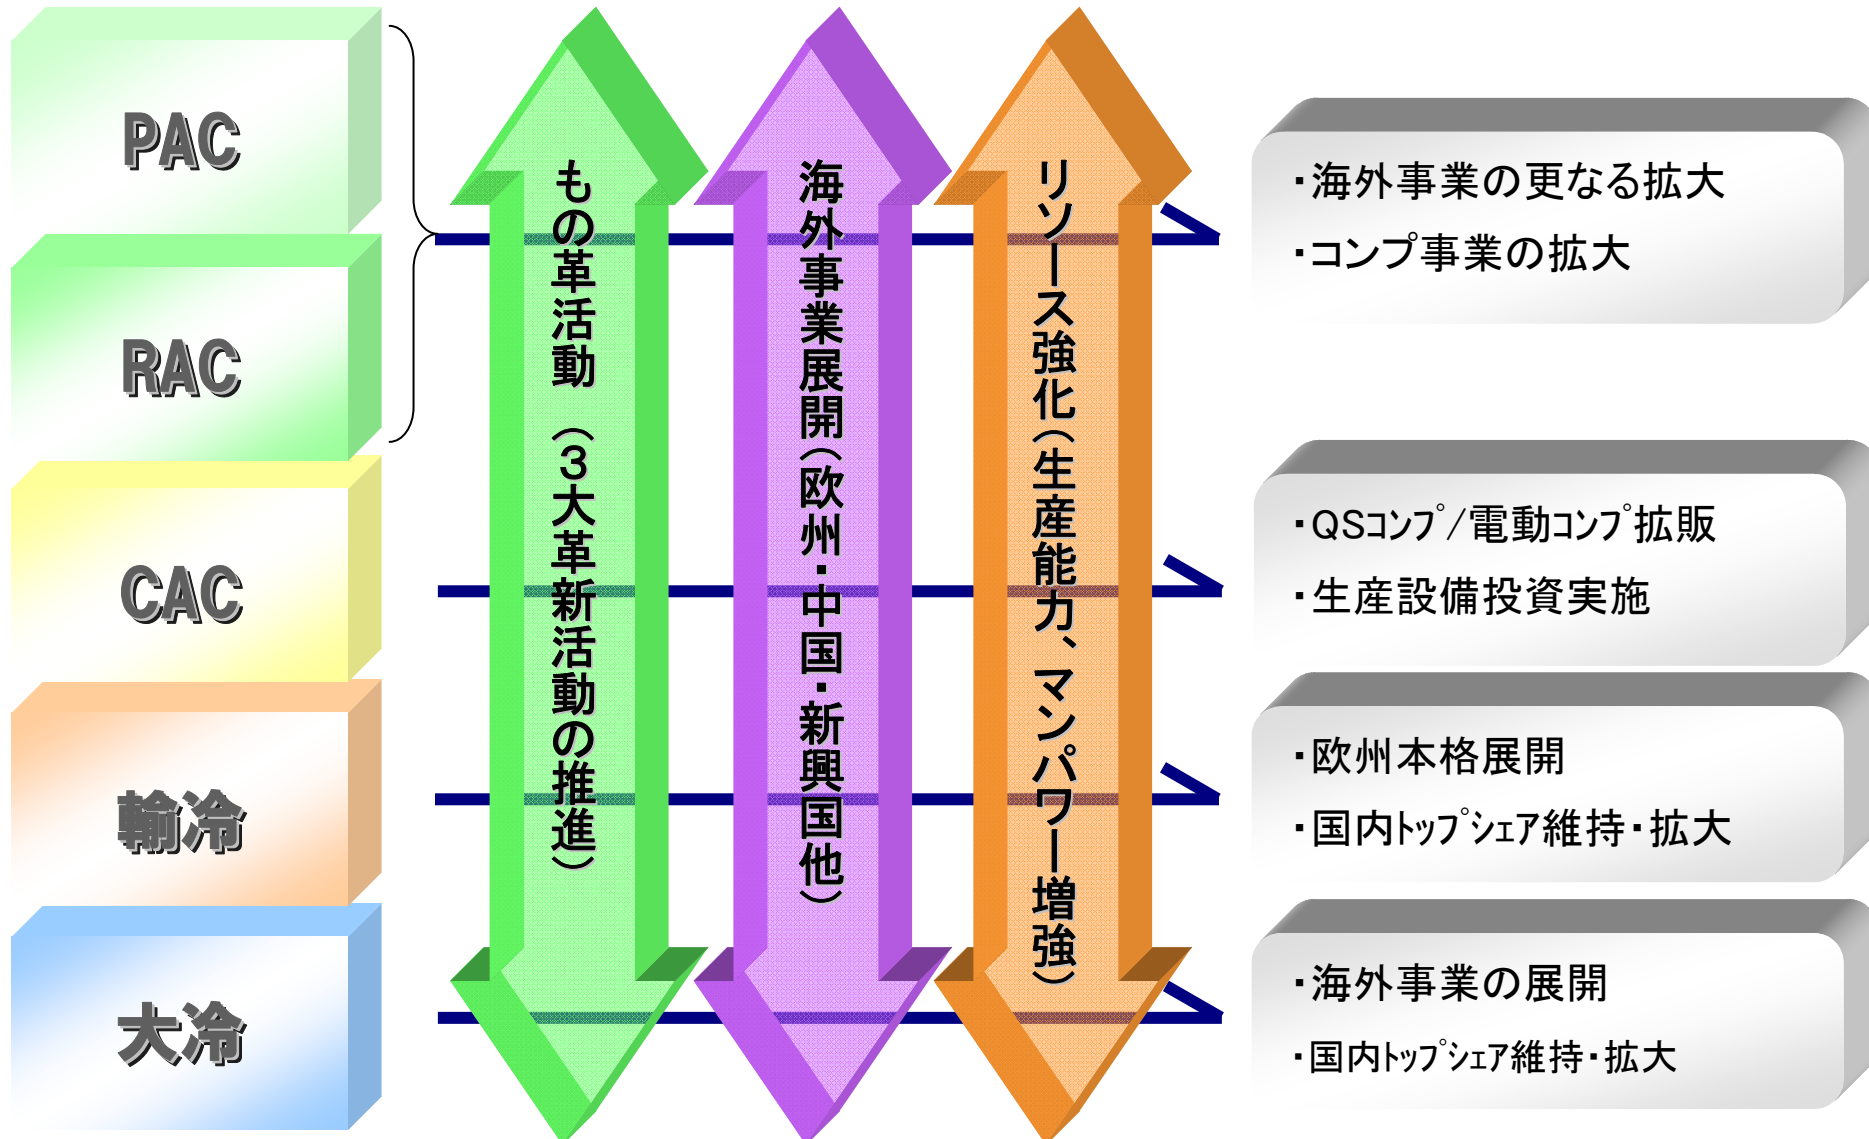 PAC
RAC
CAC
輸冷
大冷
もの革活動 （3大革新活動の推進）
海外事業展開（欧州・中国・新興国他）
リソース強化（生産能力、マンパワー増強）
・海外事業の更なる拡大
・コンプ事業の拡大
・QSｺﾝﾌﾟ/電動ｺﾝﾌﾟ拡販
・生産設備投資実施
・欧州本格展開
・国内ﾄｯﾌﾟｼｪｱ維持・拡大
・海外事業の展開
・国内ﾄｯﾌﾟｼｪｱ維持・拡大